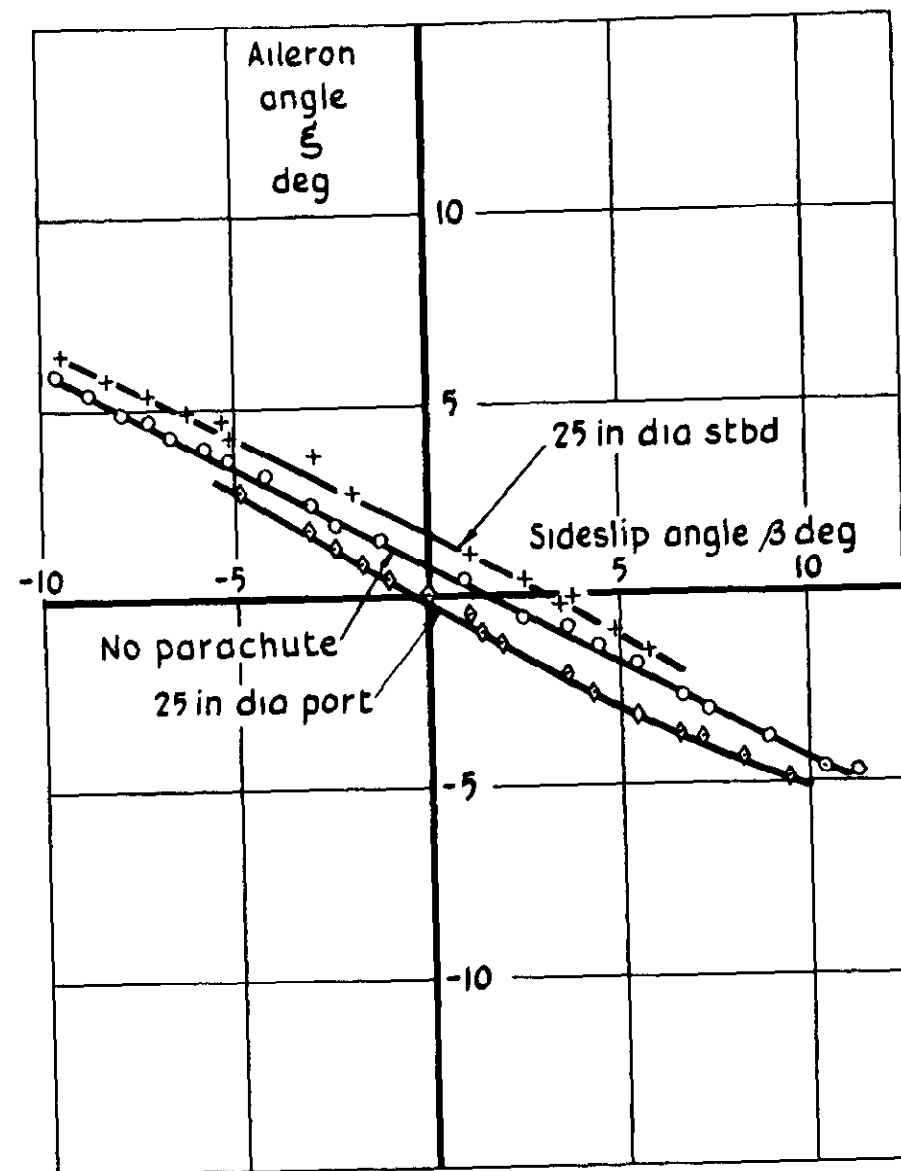 Aileron
angle
ξ
deg
10
5
25 in dia stbd
Sideslip angle β deg
-10
-5
5
10
No parachute
25 in dia port
-5
-10